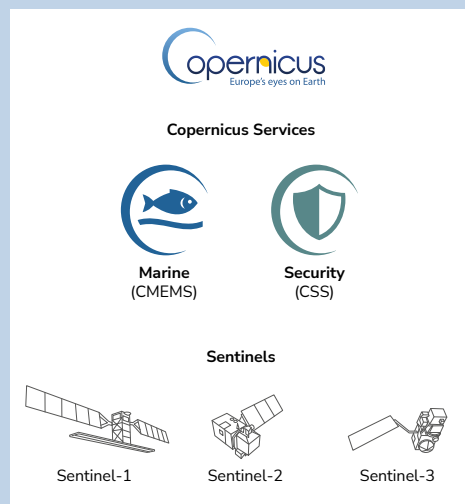 Copernicus
Europe's eyes on Earth
Copernicus Services
Marine
(CMEMS)
Security
(CSS)
Sentinels
Sentinel-1
Sentinel-2
Sentinel-3